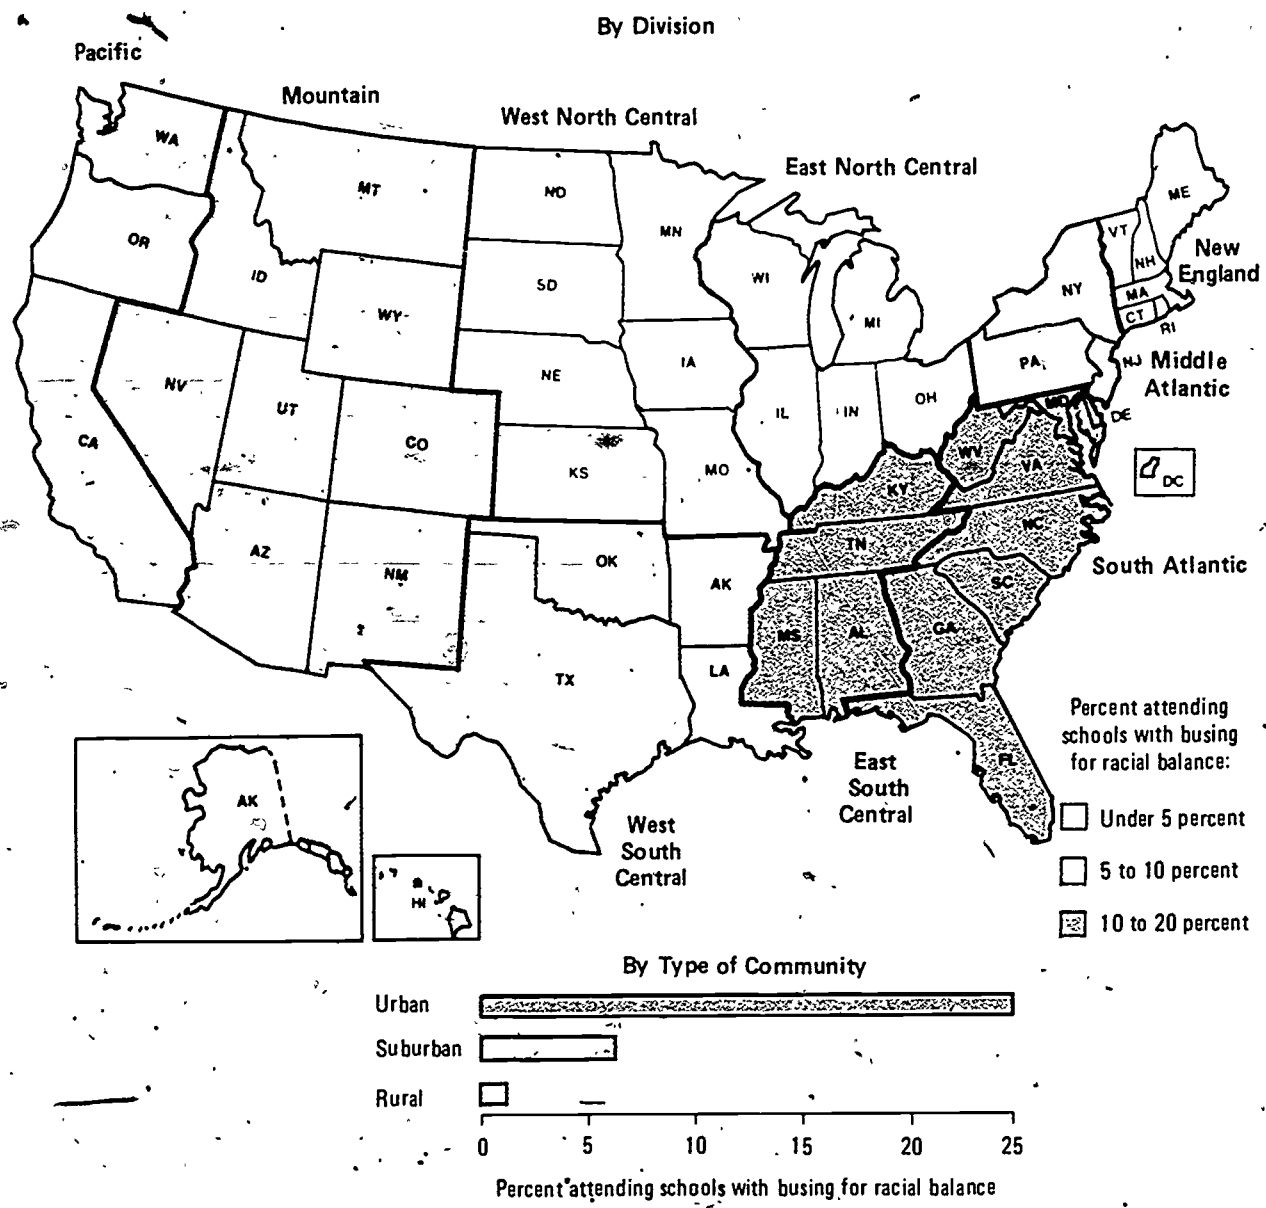 By Division
Pacific
Mountain
West North Central
East North Central
New
England
Middle
Atlantic
South Atlantic
East
South
Central
West
South
Central
WA
OR
CA
NV
ID
MT
WY
UT
CO
AZ
NM
ND
SD
NE
KS
MN
IA
MO
WI
IL
IN
MI
OH
OK
TX
AK
LA
KY
TN
MS
AL
WV
VA
MD
DE
DC
NC
SC
GA
FL
PA
NY
NJ
VT
NH
ME
MA
CT
RI
AK
HI
Percent attending
schools with busing
for racial balance:
Under 5 percent
5 to 10 percent
10 to 20 percent
By Type of Community
Urban
Suburban
Rural
0 5 10 15 20 25
Percent attending schools with busing for racial balance